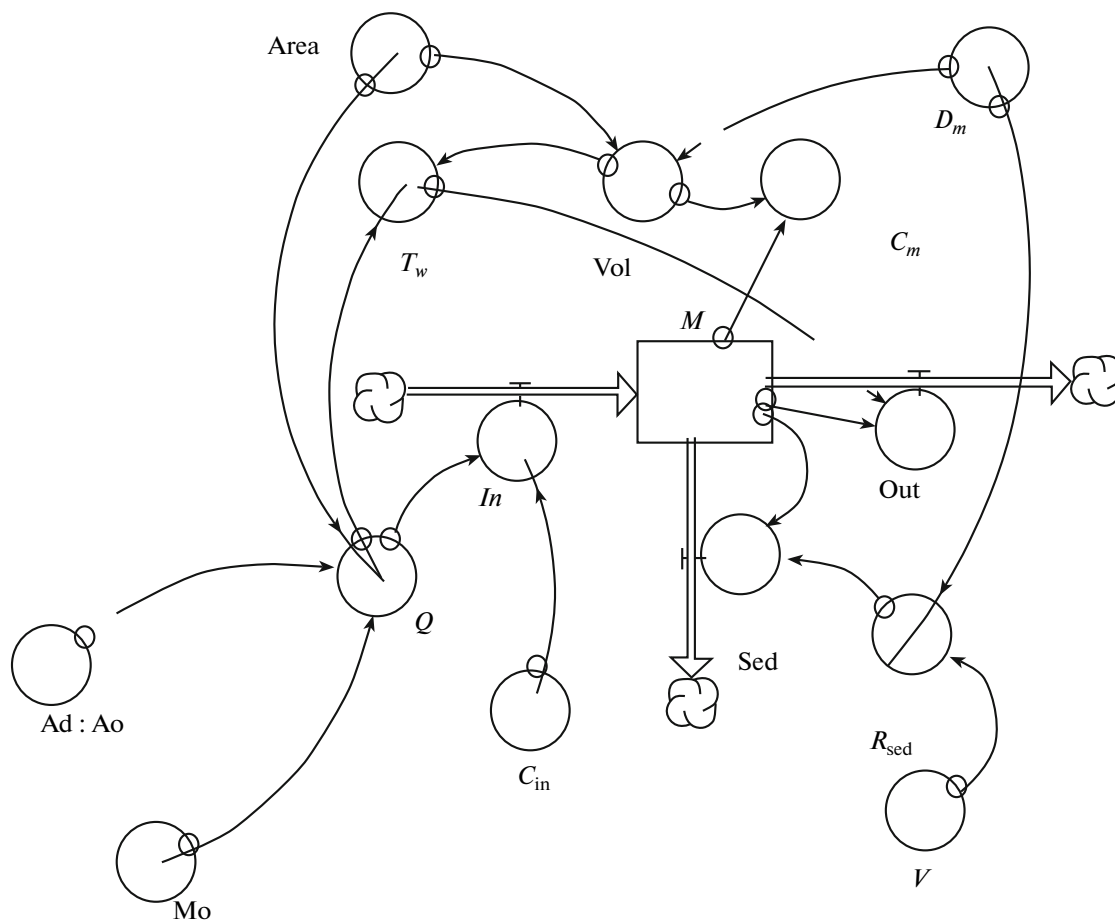 Area
D_m
T_w
Vol
C_m
M
In
Out
Q
Sed
Ad : Ao
R_sed
C_in
V
Mo